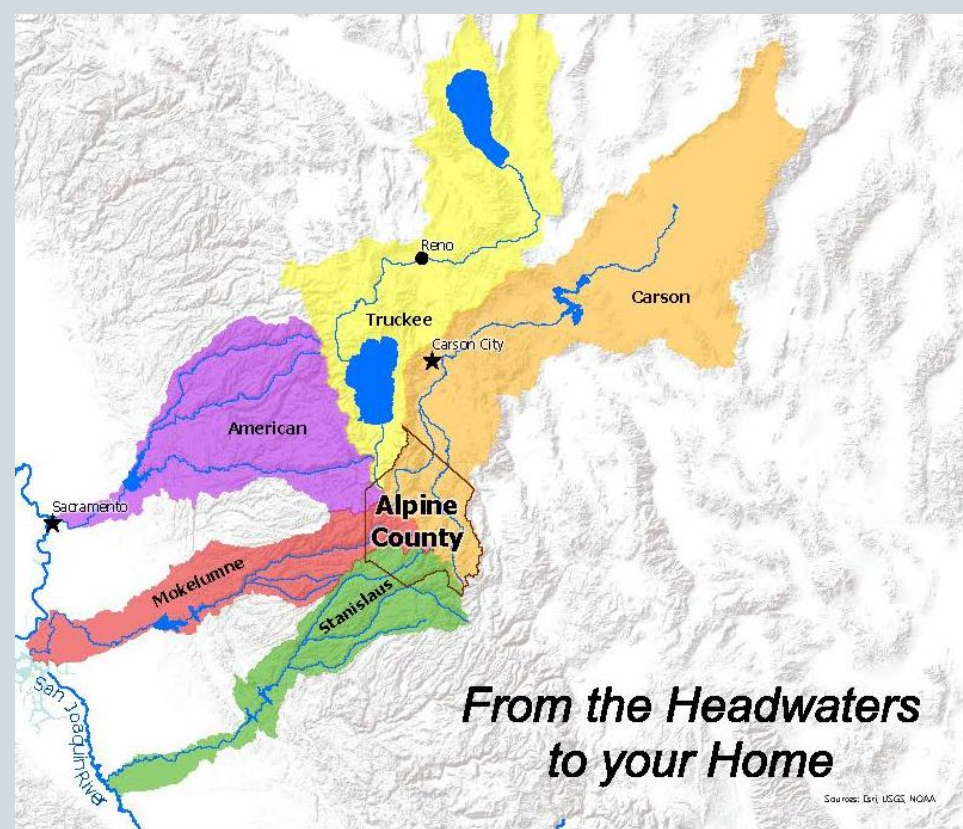 Reno
Truckee
Carson
Carson City
American
Alpine
County
Sacramento
Mokelumne
Stanislaus
San Joaquin River
From the Headwaters
to your Home
Sources: Esri, USGS, NOAA